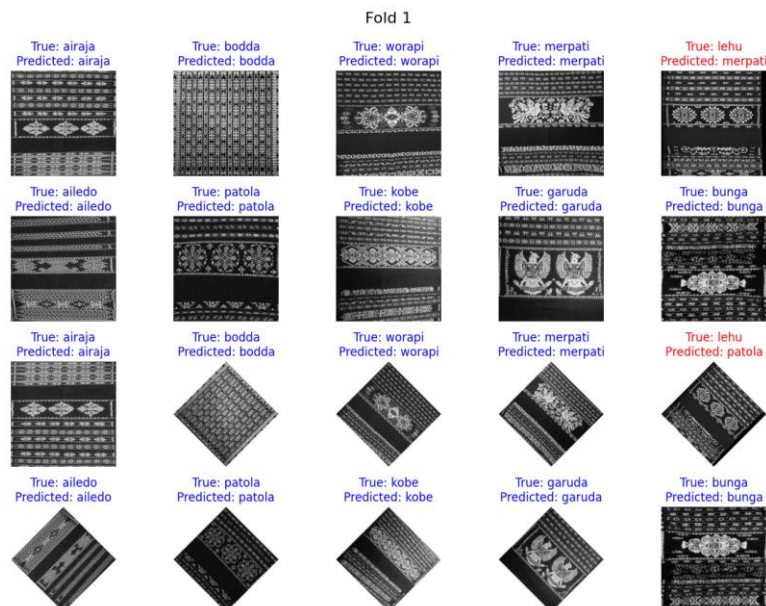 Fold 1
True: airaja
Predicted: airaja
True: bodda
Predicted: bodda
True: worapi
Predicted: worapi
True: merpati
Predicted: merpati
True: lehu
Predicted: merpati
True: ailedo
Predicted: ailedo
True: patola
Predicted: patola
True: kobe
Predicted: kobe
True: garuda
Predicted: garuda
True: bunga
Predicted: bunga
True: airaja
Predicted: airaja
True: bodda
Predicted: bodda
True: worapi
Predicted: worapi
True: merpati
Predicted: merpati
True: lehu
Predicted: patola
True: ailedo
Predicted: ailedo
True: patola
Predicted: patola
True: kobe
Predicted: kobe
True: garuda
Predicted: garuda
True: bunga
Predicted: bunga